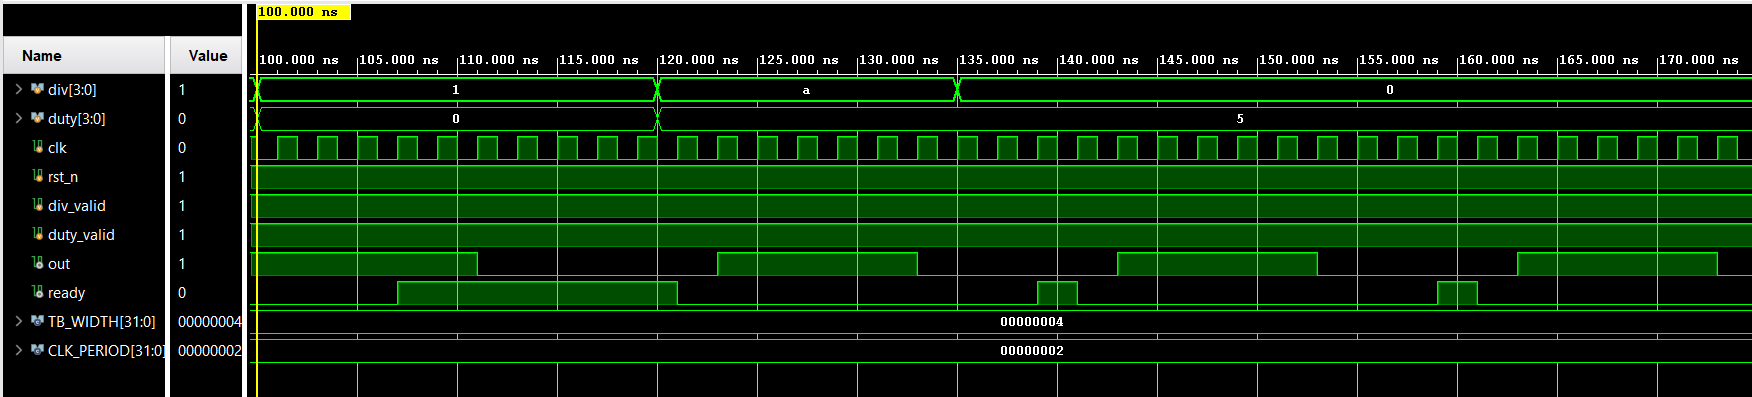 100.000 ns
Name Value
100.000 ns 105.000 ns 110.000 ns 115.000 ns 120.000 ns 125.000 ns 130.000 ns 135.000 ns 140.000 ns 145.000 ns 150.000 ns 155.000 ns 160.000 ns 165.000 ns 170.000 ns
div[3:0] 1 1 a 0
duty[3:0] 0 0 5
clk 0
rst_n 1
div_valid 1
duty_valid 1
out 1
ready 0
TB_WIDTH[31:0] 00000004 00000004
CLK_PERIOD[31:0] 00000002 00000002